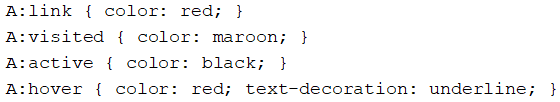 A:link { color: red; }
A:visited { color: maroon; }
A:active { color: black; }
A:hover { color: red; text-decoration: underline; }